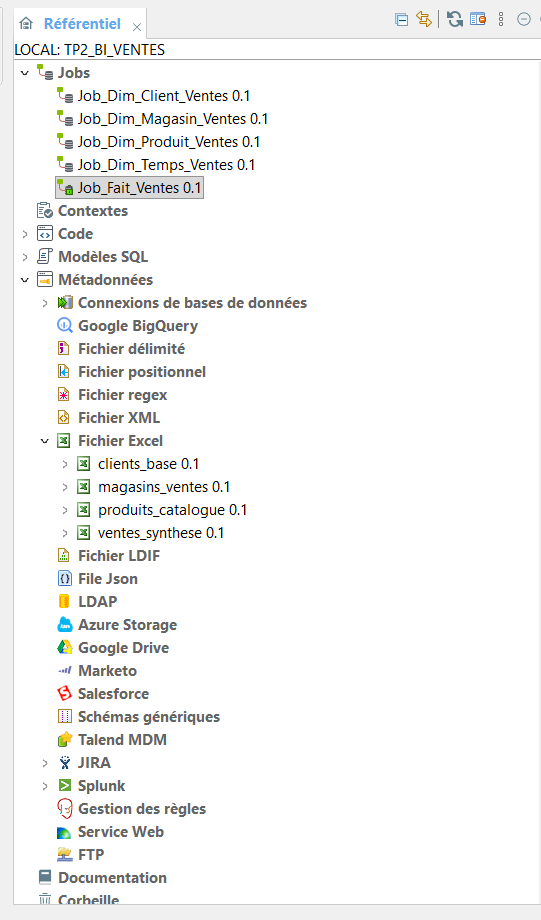 Référentiel
LOCAL: TP2_BI_VENTES
Jobs
Job_Dim_Client_Ventes 0.1
Job_Dim_Magasin_Ventes 0.1
Job_Dim_Produit_Ventes 0.1
Job_Dim_Temps_Ventes 0.1
Job_Fait_Ventes 0.1
Contextes
Code
Modèles SQL
Métadonnées
Connexions de bases de données
Google BigQuery
Fichier délimité
Fichier positionnel
Fichier regex
Fichier XML
Fichier Excel
clients_base 0.1
magasins_ventes 0.1
produits_catalogue 0.1
ventes_synthese 0.1
Fichier LDIF
File Json
LDAP
Azure Storage
Google Drive
Marketo
Salesforce
Schémas génériques
Talend MDM
JIRA
Splunk
Gestion des règles
Service Web
FTP
Documentation
Corbeille